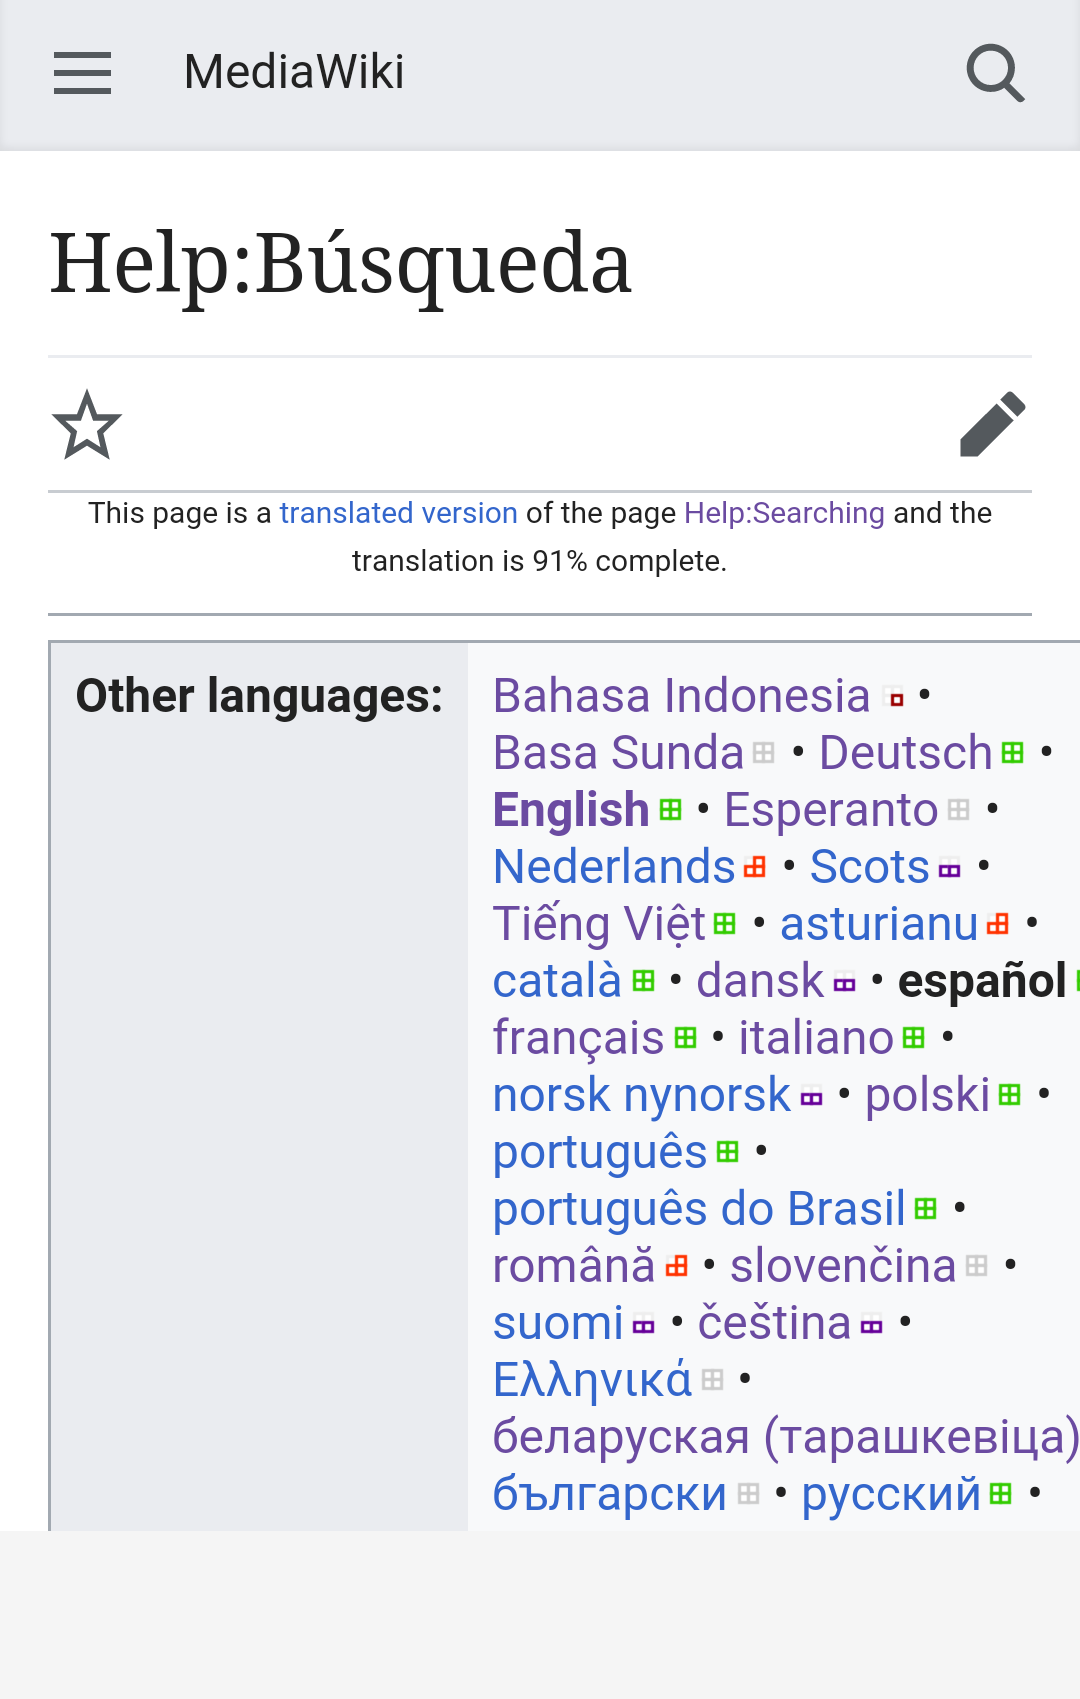 MediaWiki
Help:Búsqueda
This page is a translated version of the page Help:Searching and the
translation is 91% complete.
Other languages:
Bahasa Indonesia •
Basa Sunda • Deutsch •
English • Esperanto •
Nederlands • Scots •
Tiếng Việt • asturianu •
català • dansk • español
français • italiano •
norsk nynorsk • polski •
português •
português do Brasil •
română • slovenčina •
suomi • čeština •
Ελληνικά •
беларуская (тарашкевіца)
български • русский •